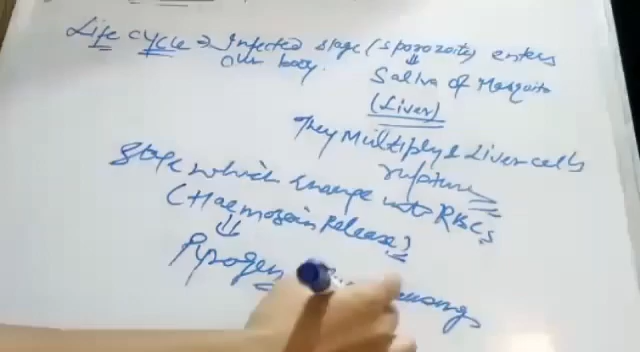 Life cycle → Infected stage (sporozoite) enters
our body.
Saliva of Mosquito
(Liver)
They Multiply & Liver cells
rupture
stage which change into RBCs
(Haemozoin Release)
Pyrogen